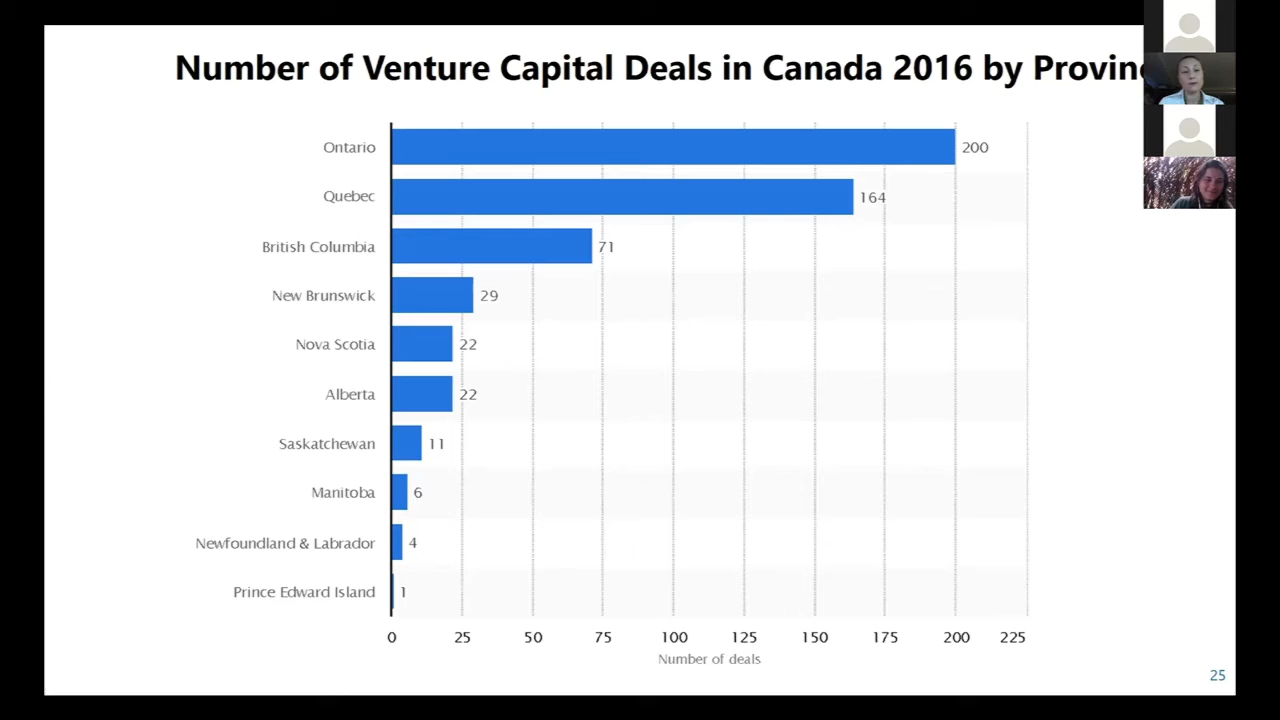 Number of Venture Capital Deals in Canada 2016 by Provinc
Ontario 200
Quebec 164
British Columbia 71
New Brunswick 29
Nova Scotia 22
Alberta 22
Saskatchewan 11
Manitoba 6
Newfoundland & Labrador 4
Prince Edward Island 1
0 25 50 75 100 125 150 175 200 225
Number of deals
25